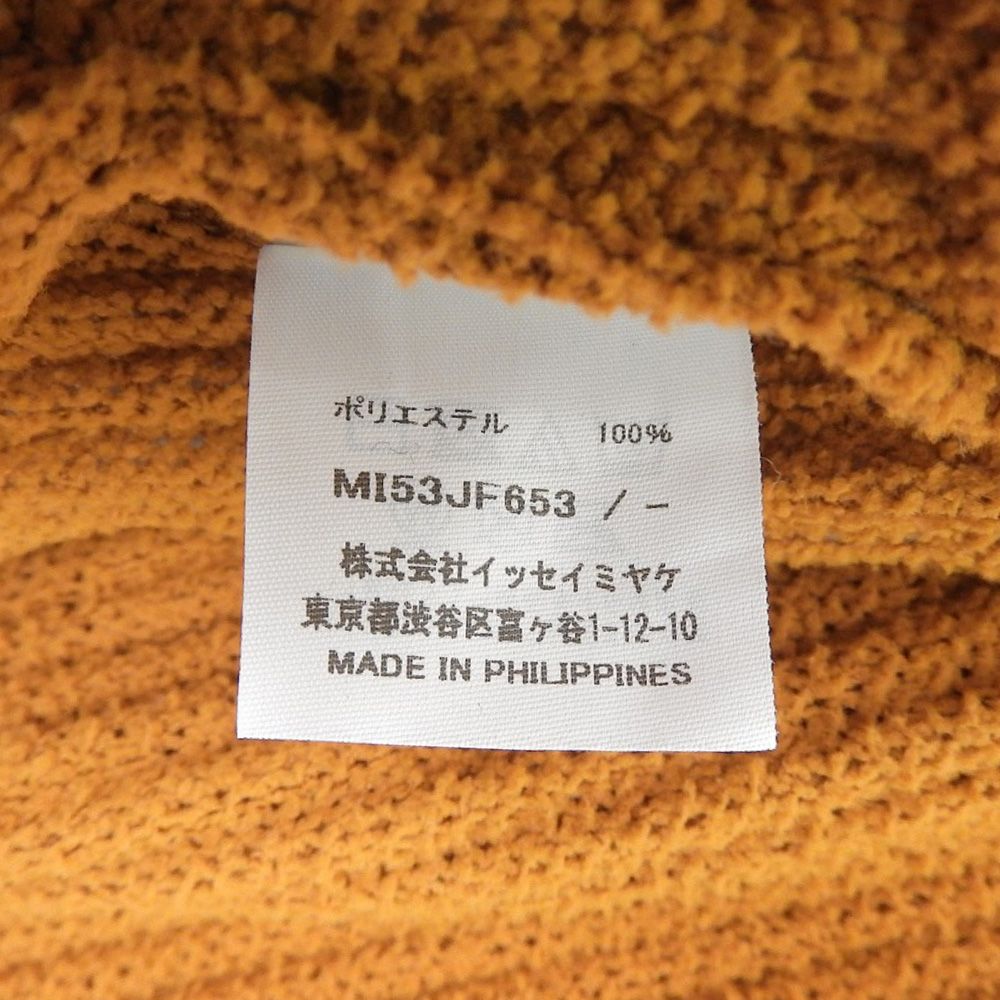 ポリエステル 100%
MI53JF653 / -
株式会社イッセイミヤケ
東京都渋谷区富ヶ谷1-12-10
MADE IN PHILIPPINES